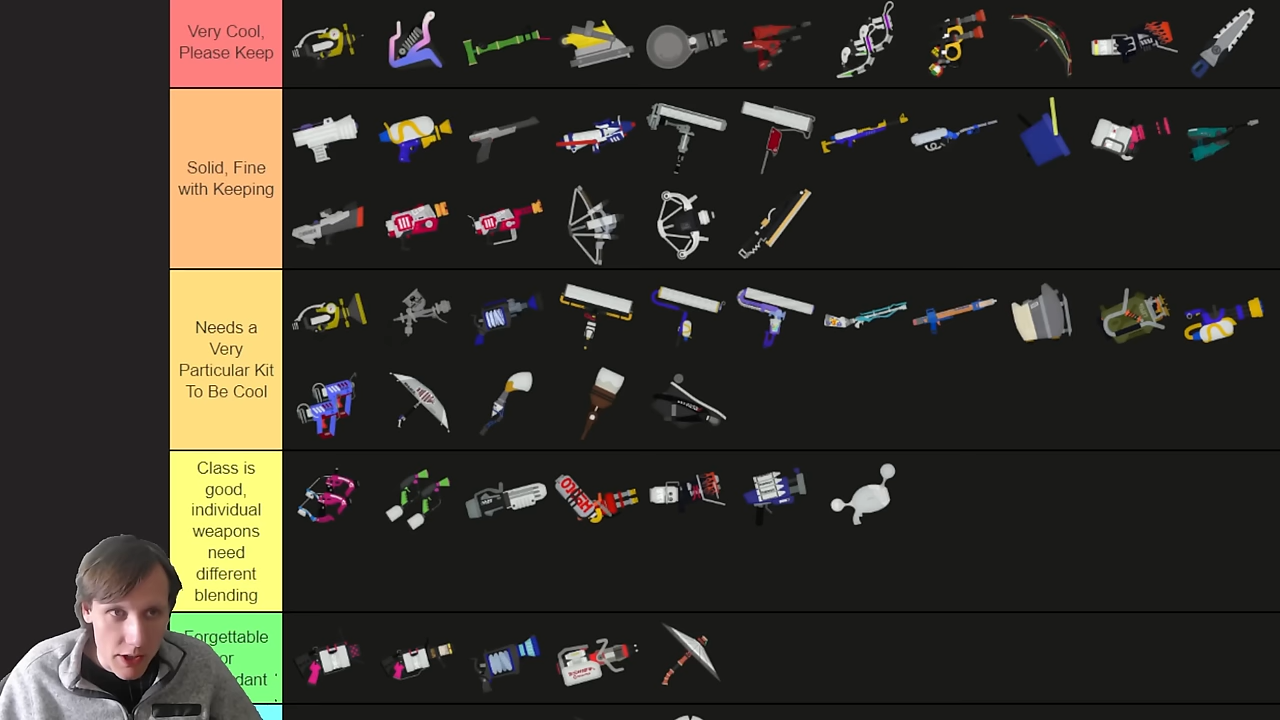 Very Cool,
Please Keep
Solid, Fine
with Keeping
Needs a
Very
Particular Kit
To Be Cool
Class is
good,
individual
weapons
need
different
blending
Forgettable
or